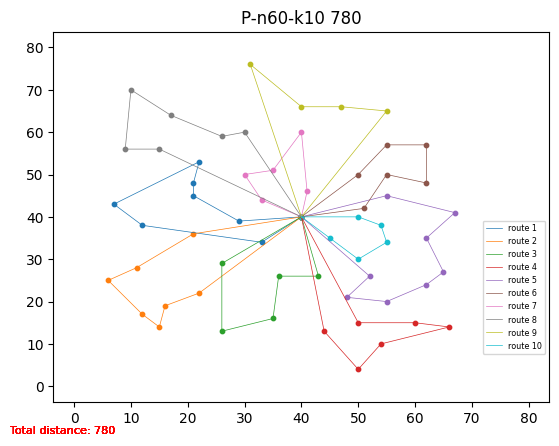 P-n60-k10 780
80
70
60
50
40
30
20
10
0
route 1
route 2
route 3
route 4
route 5
route 6
route 7
route 8
route 9
route 10
0 10 20 30 40 50 60 70 80
Total distance: 780